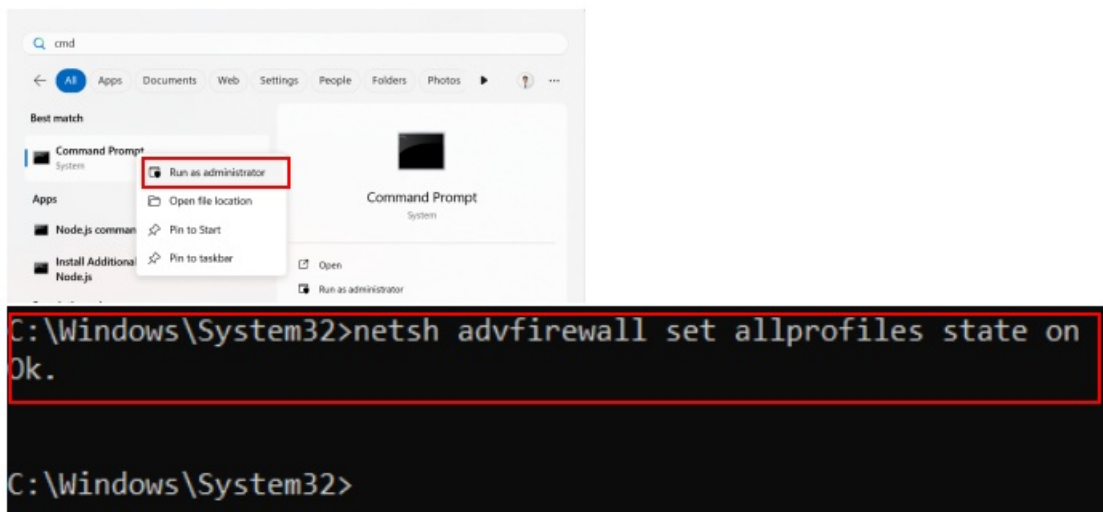 cmd
All Apps Documents Web Settings People Folders Photos
Best match
Command Prompt
System
Run as administrator
Apps
Open file location
Node.js comman
Pin to Start
Install Additional
Node.js
Pin to taskbar
Command Prompt
System
Open
Run as administrator
C:\Windows\System32>netsh advfirewall set allprofiles state on
Ok.
C:\Windows\System32>